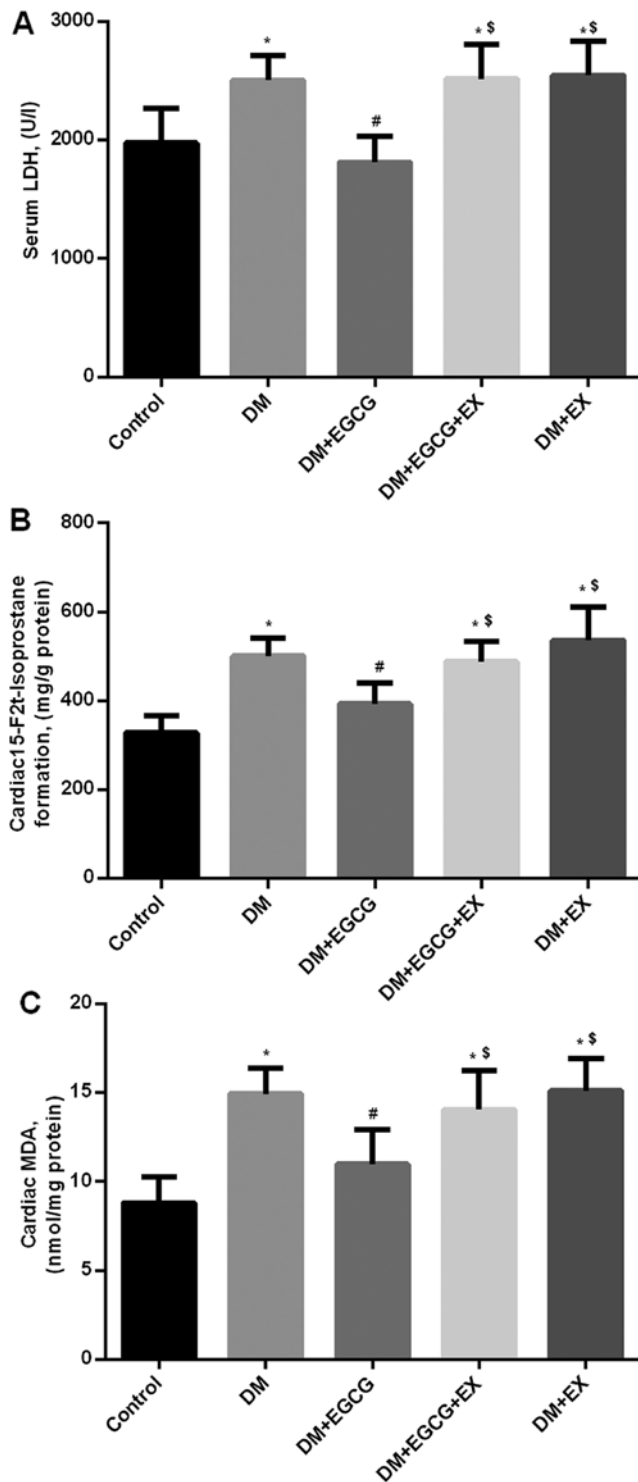 A
Serum LDH, (U/l)
3000
2000
1000
0
*
#
* $
* $
Control
DM
DM+EGCG
DM+EGCG+EX
DM+EX
B
Cardiac15-F2t-Isoprostane
formation, (mg/g protein)
800
600
400
200
0
*
#
* $
* $
Control
DM
DM+EGCG
DM+EGCG+EX
DM+EX
C
Cardiac MDA,
(nmol/mg protein)
20
15
10
5
0
*
#
* $
* $
Control
DM
DM+EGCG
DM+EGCG+EX
DM+EX